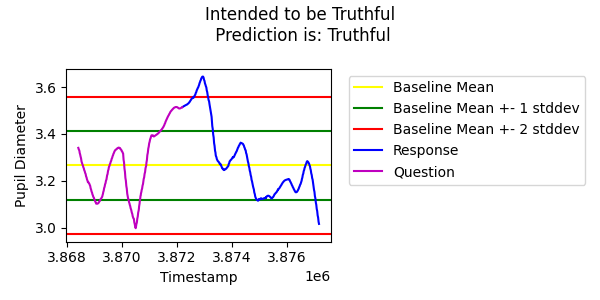 Intended to be Truthful
Prediction is: Truthful
Pupil Diameter
3.6
3.4
3.2
3.0
3.868
3.870
3.872
3.874
3.876
1e6
Timestamp
Baseline Mean
Baseline Mean +- 1 stddev
Baseline Mean +- 2 stddev
Response
Question